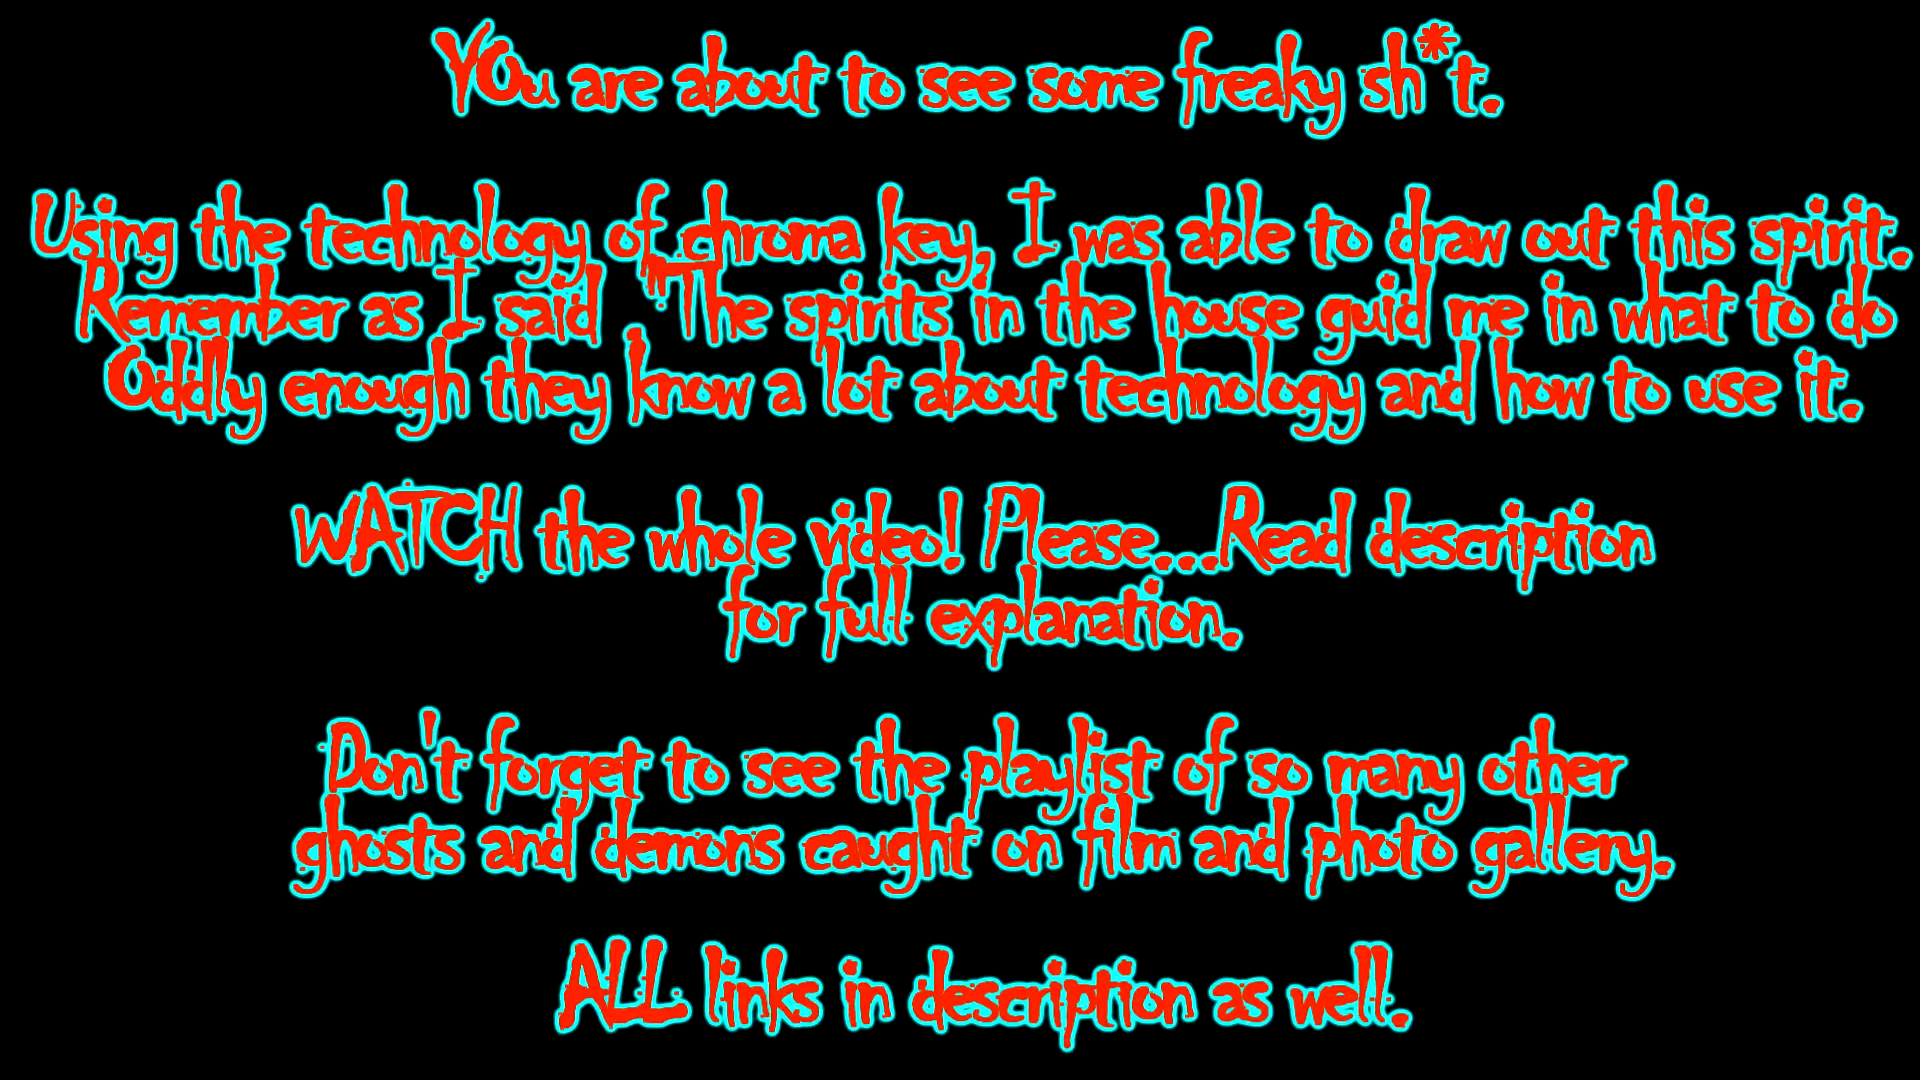 YOu are about to see some freaky sh*t.
Using the technology of chroma key, I was able to draw out this spirit.
Remember as I said "The spirits in the house guid me in what to do
Oddly enough they know a lot about technology and how to use it.
WATCH the whole video! Please...Read description
for full explanation.
Don't forget to see the playlist of so many other
ghosts and demons caught on film and photo gallery.
ALL links in description as well.